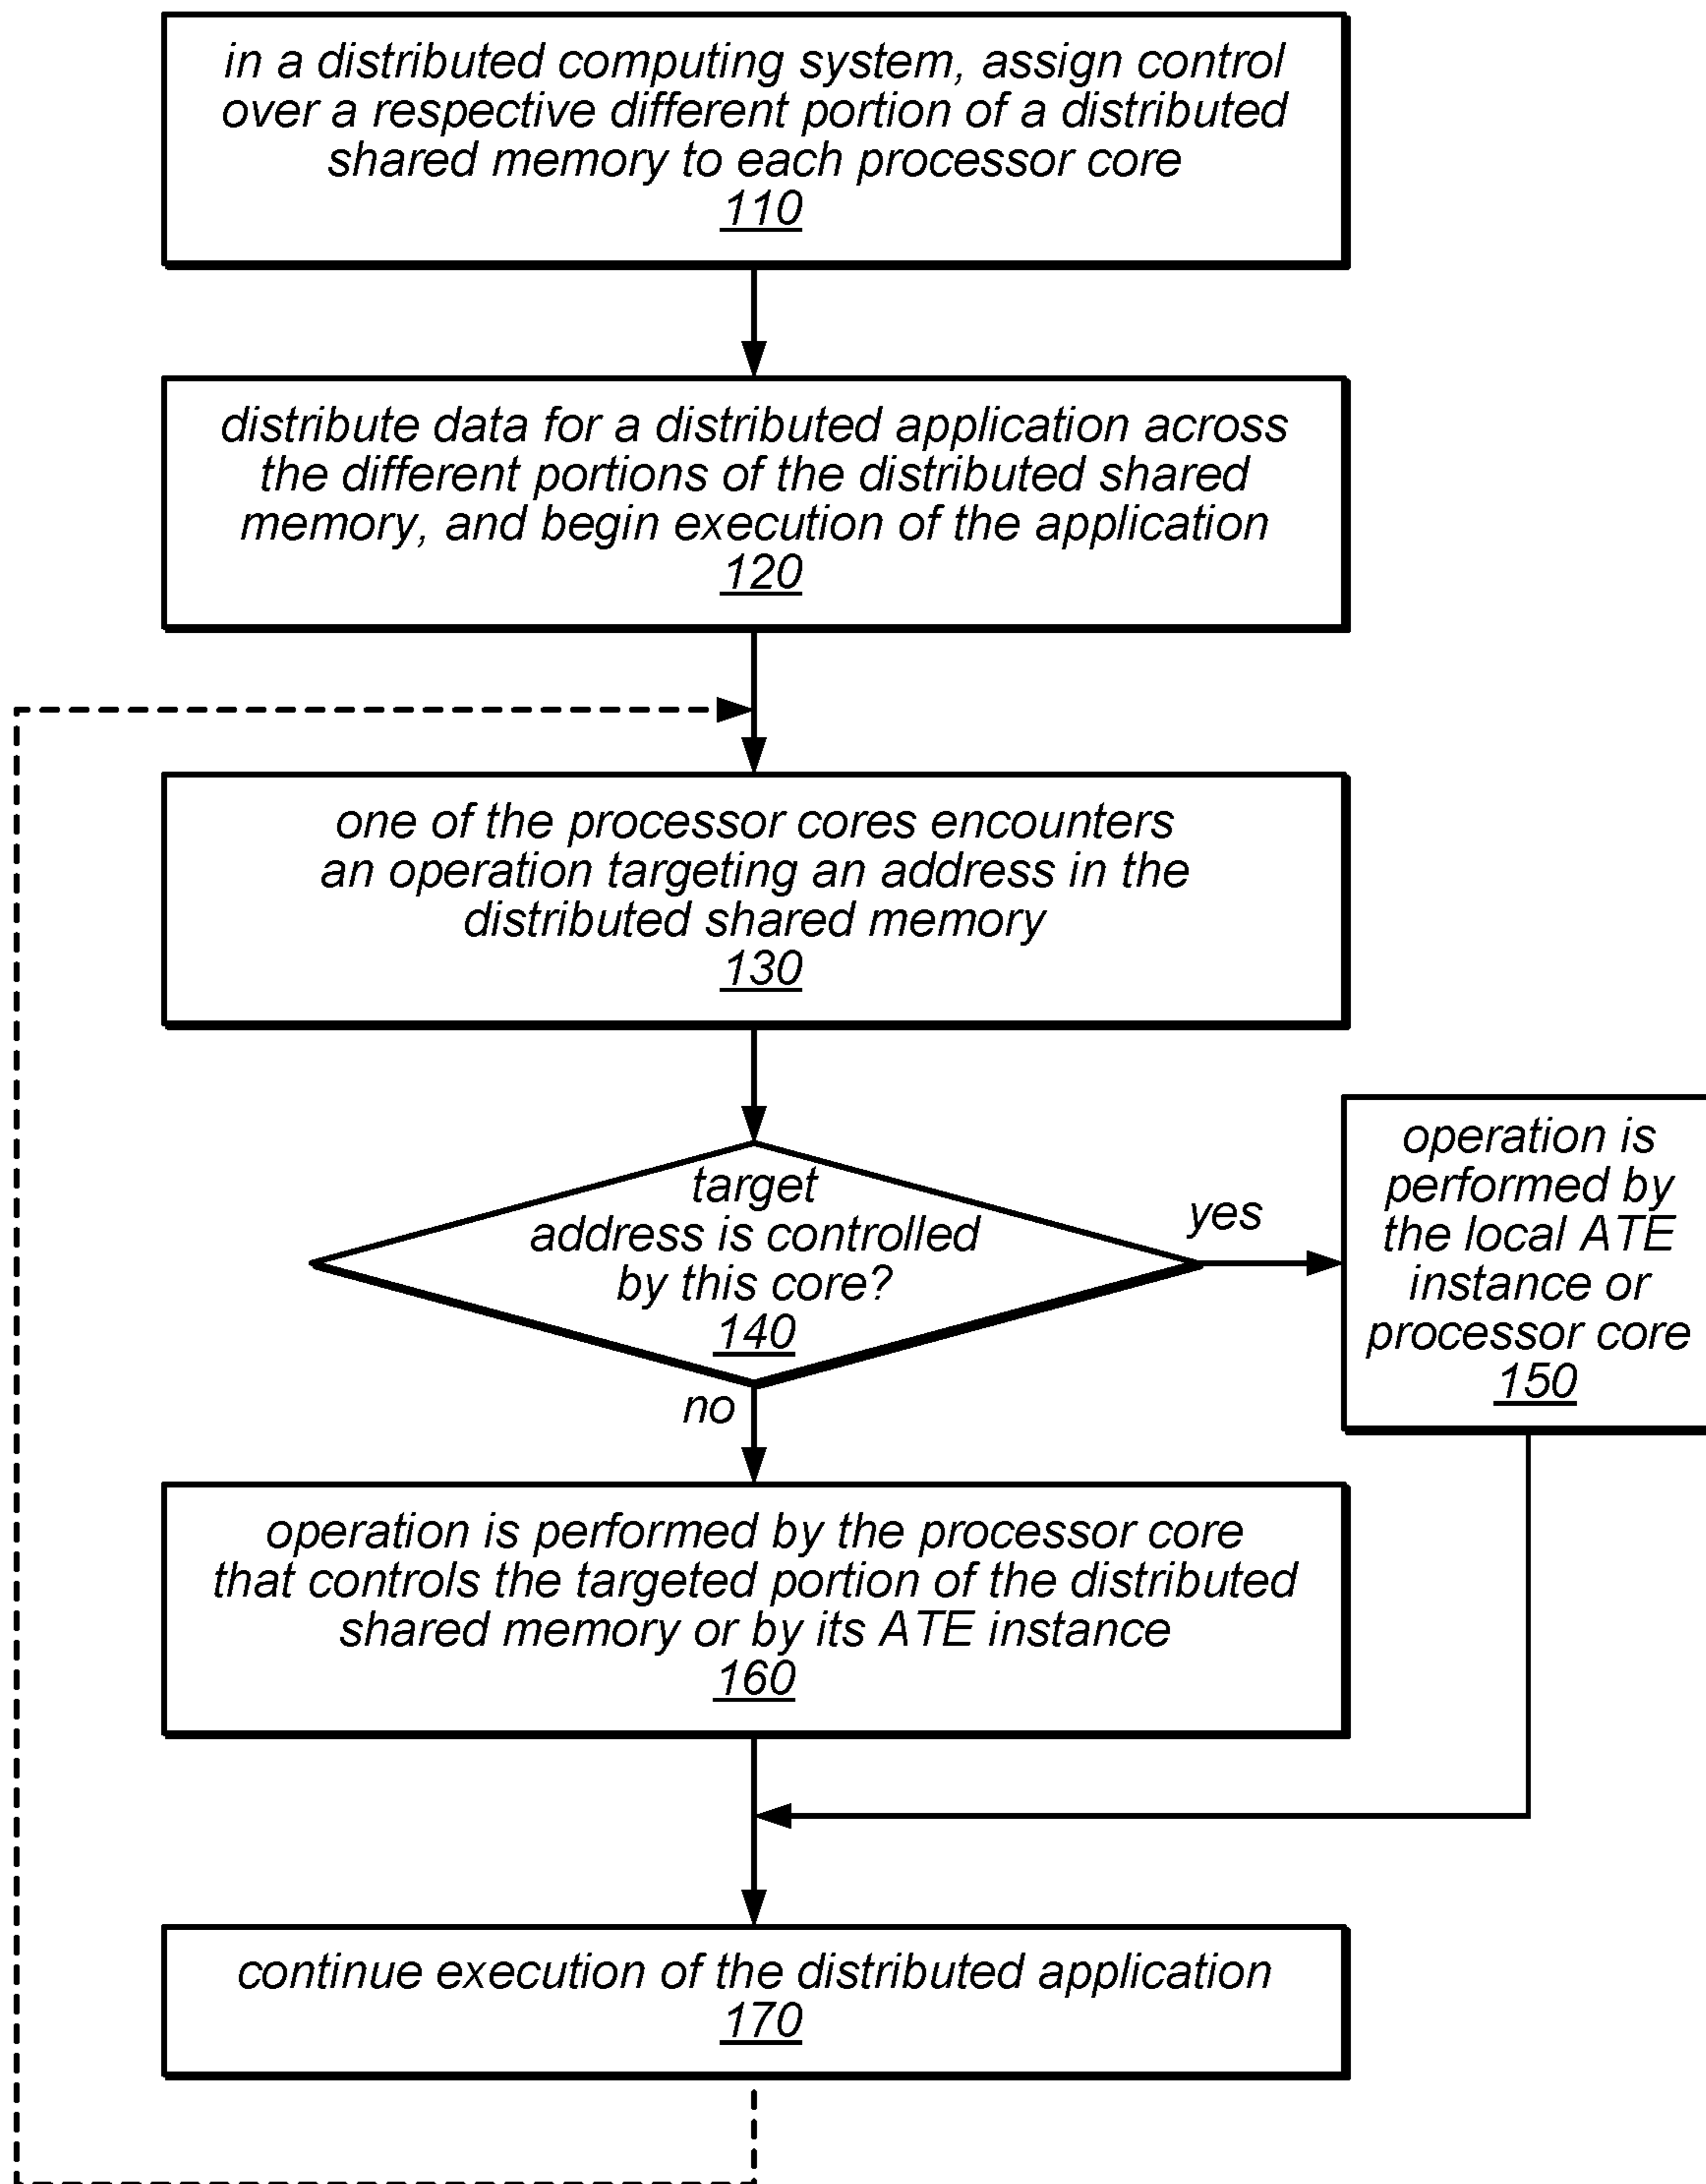 in a distributed computing system, assign control
over a respective different portion of a distributed
shared memory to each processor core
110
distribute data for a distributed application across
the different portions of the distributed shared
memory, and begin execution of the application
120
one of the processor cores encounters
an operation targeting an address in the
distributed shared memory
130
target
address is controlled
by this core?
140
yes
operation is
performed by
the local ATE
instance or
processor core
150
no
operation is performed by the processor core
that controls the targeted portion of the distributed
shared memory or by its ATE instance
160
continue execution of the distributed application
170